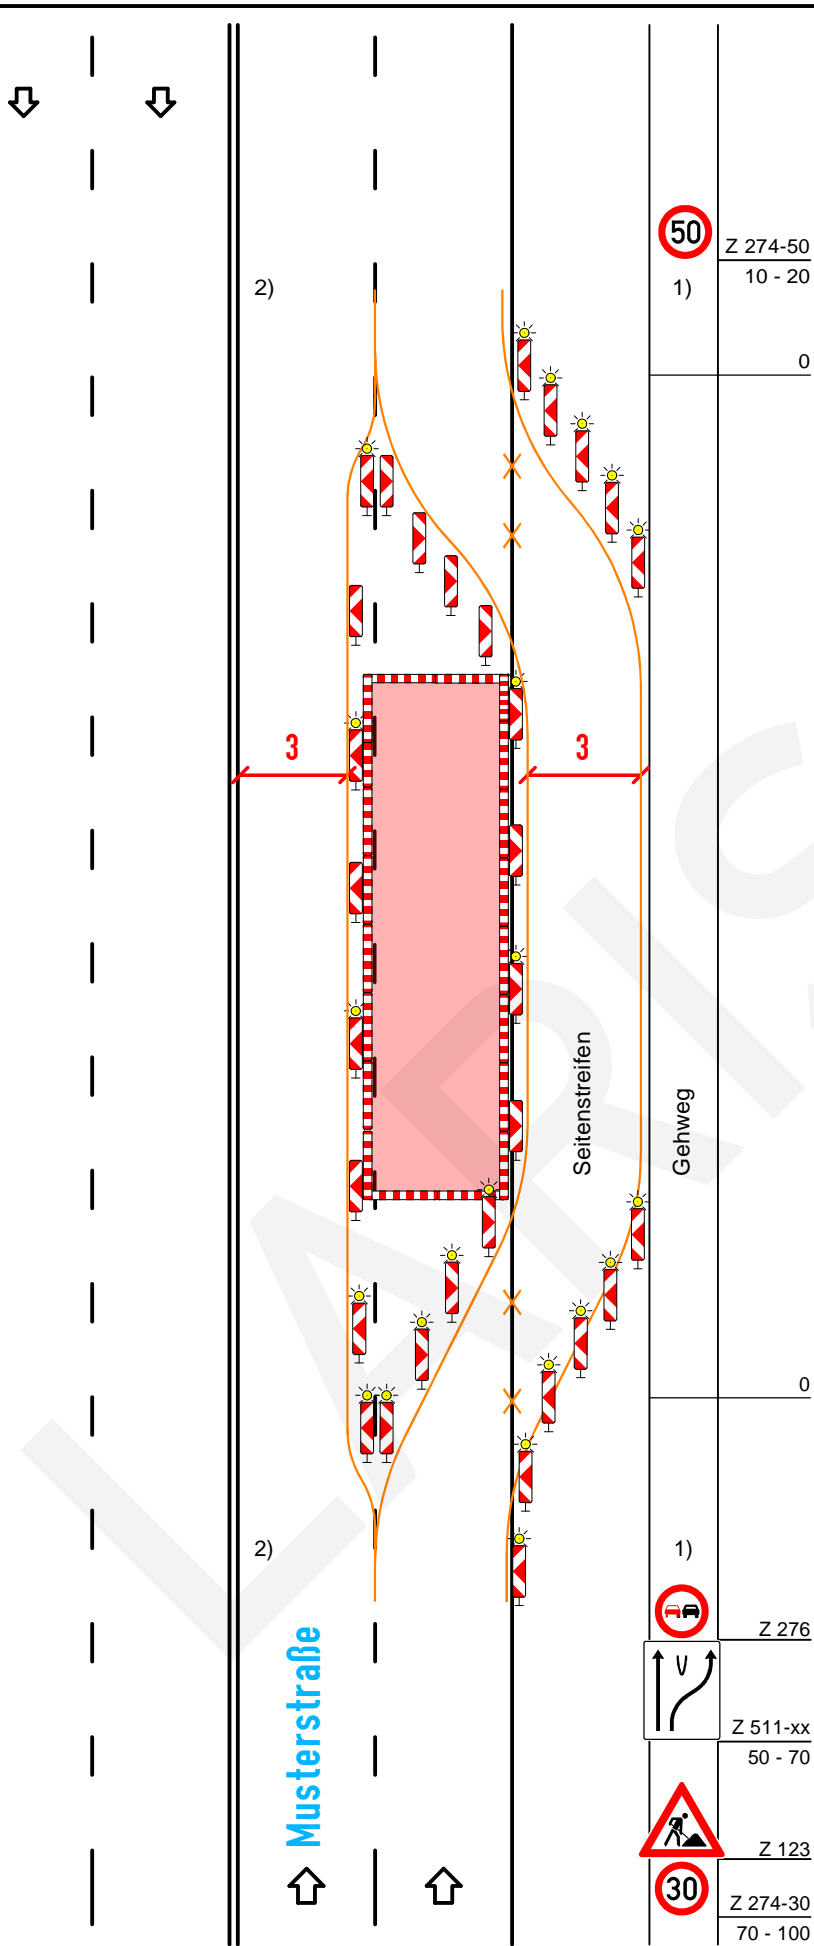 50
Z 274-50
10 - 20
2)
1)
0
3
3
Seitenstreifen
Gehweg
0
2)
1)
Z 276
Musterstraße
Z 511-xx
50 - 70
Z 123
30
Z 274-30
70 - 100
LARIS